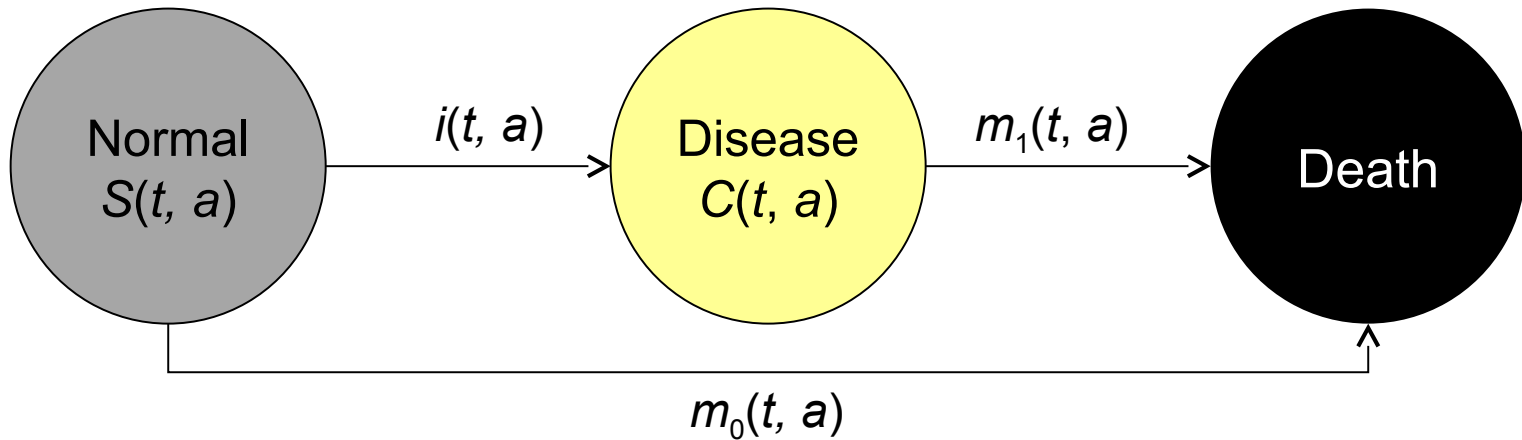 Normal
S(t, a)
i(t, a)
Disease
C(t, a)
m₁(t, a)
Death
m₀(t, a)